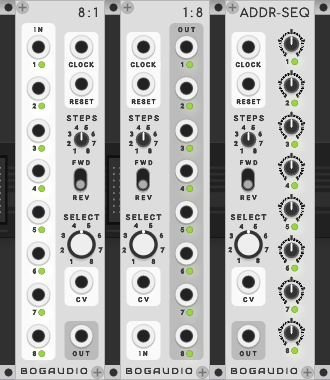 8:1
IN
1
2
3
4
5
6
7
8
CLOCK
RESET
STEPS
4 5
3 6
2 7
1 8
FWD
REV
SELECT
4 5
3 6
2 7
1 8
CV
OUT
BOGAUDIO
1:8
OUT
1
2
3
4
5
6
7
8
CLOCK
RESET
STEPS
4 5
3 6
2 7
1 8
FWD
REV
SELECT
4 5
3 6
2 7
1 8
CV
IN
BOGAUDIO
ADDR-SEQ
CLOCK
RESET
STEPS
4 5
3 6
2 7
1 8
FWD
REV
SELECT
4 5
3 6
2 7
1 8
CV
OUT
1
2
3
4
5
6
7
8
BOGAUDIO